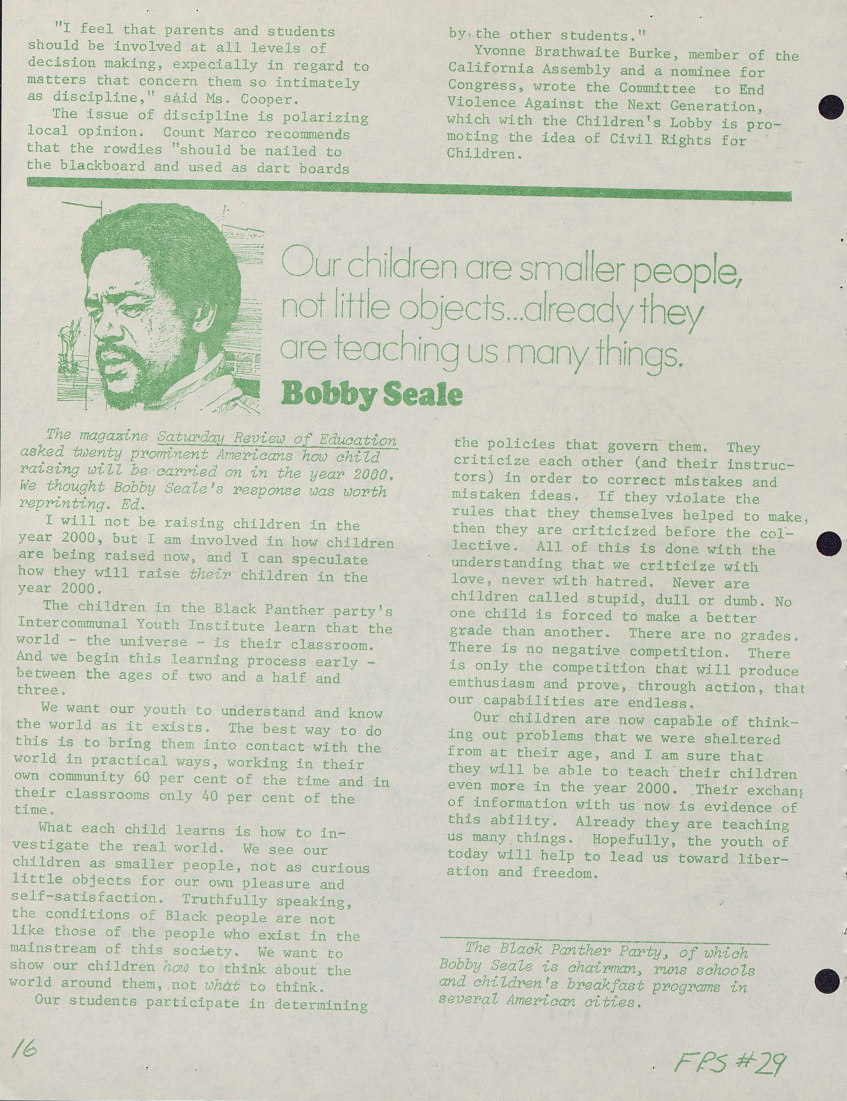 "I feel that parents and students
should be involved at all levels of
decision making, expecially in regard to
matters that concern them so intimately
as discipline," said Ms. Cooper.
The issue of discipline is polarizing
local opinion. Count Marco recommends
that the rowdies "should be nailed to
the blackboard and used as dart boards
by the other students."
Yvonne Brathwaite Burke, member of the
California Assembly and a nominee for
Congress, wrote the Committee to End
Violence Against the Next Generation,
which with the Children's Lobby is pro-
moting the idea of Civil Rights for
Children.
Our children are smaller people,
not little objects...already they
are teaching us many things.
Bobby Seale
The magazine Saturday Review of Education
asked twenty prominent Americans how child
raising will be carried on in the year 2000.
We thought Bobby Seale's response was worth
reprinting. Ed.
I will not be raising children in the
year 2000, but I am involved in how children
are being raised now, and I can speculate
how they will raise their children in the
year 2000.
The children in the Black Panther party's
Intercommunal Youth Institute learn that the
world - the universe - is their classroom.
And we begin this learning process early -
between the ages of two and a half and
three.
We want our youth to understand and know
the world as it exists. The best way to do
this is to bring them into contact with the
world in practical ways, working in their
own community 60 per cent of the time and in
their classrooms only 40 per cent of the
time.
What each child learns is how to in-
vestigate the real world. We see our
children as smaller people, not as curious
little objects for our own pleasure and
self-satisfaction. Truthfully speaking,
the conditions of Black people are not
like those of the people who exist in the
mainstream of this society. We want to
show our children how to think about the
world around them, not what to think.
Our students participate in determining
the policies that govern them. They
criticize each other (and their instruc-
tors) in order to correct mistakes and
mistaken ideas. If they violate the
rules that they themselves helped to make,
then they are criticized before the col-
lective. All of this is done with the
understanding that we criticize with
love, never with hatred. Never are
children called stupid, dull or dumb. No
one child is forced to make a better
grade than another. There are no grades.
There is no negative competition. There
is only the competition that will produce
emthusiasm and prove, through action, that
our capabilities are endless.
Our children are now capable of think-
ing out problems that we were sheltered
from at their age, and I am sure that
they will be able to teach their children
even more in the year 2000. Their exchan
of information with us now is evidence of
this ability. Already they are teaching
us many things. Hopefully, the youth of
today will help to lead us toward liber-
ation and freedom.
The Black Panther Party, of which
Bobby Seale is chairman, runs schools
and children's breakfast programs in
several American cities.
16
FPS #29